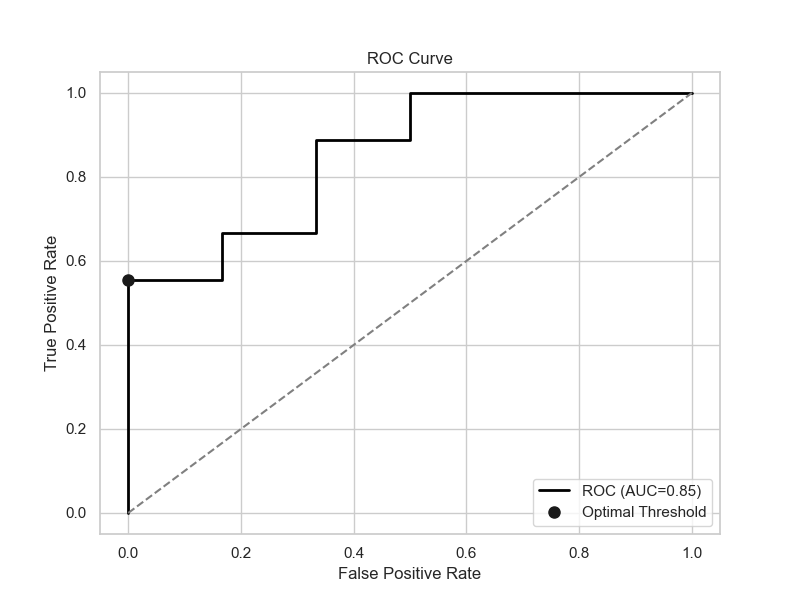 ROC Curve
True Positive Rate
1.0
0.8
0.6
0.4
0.2
0.0
ROC (AUC=0.85)
Optimal Threshold
0.0 0.2 0.4 0.6 0.8 1.0
False Positive Rate